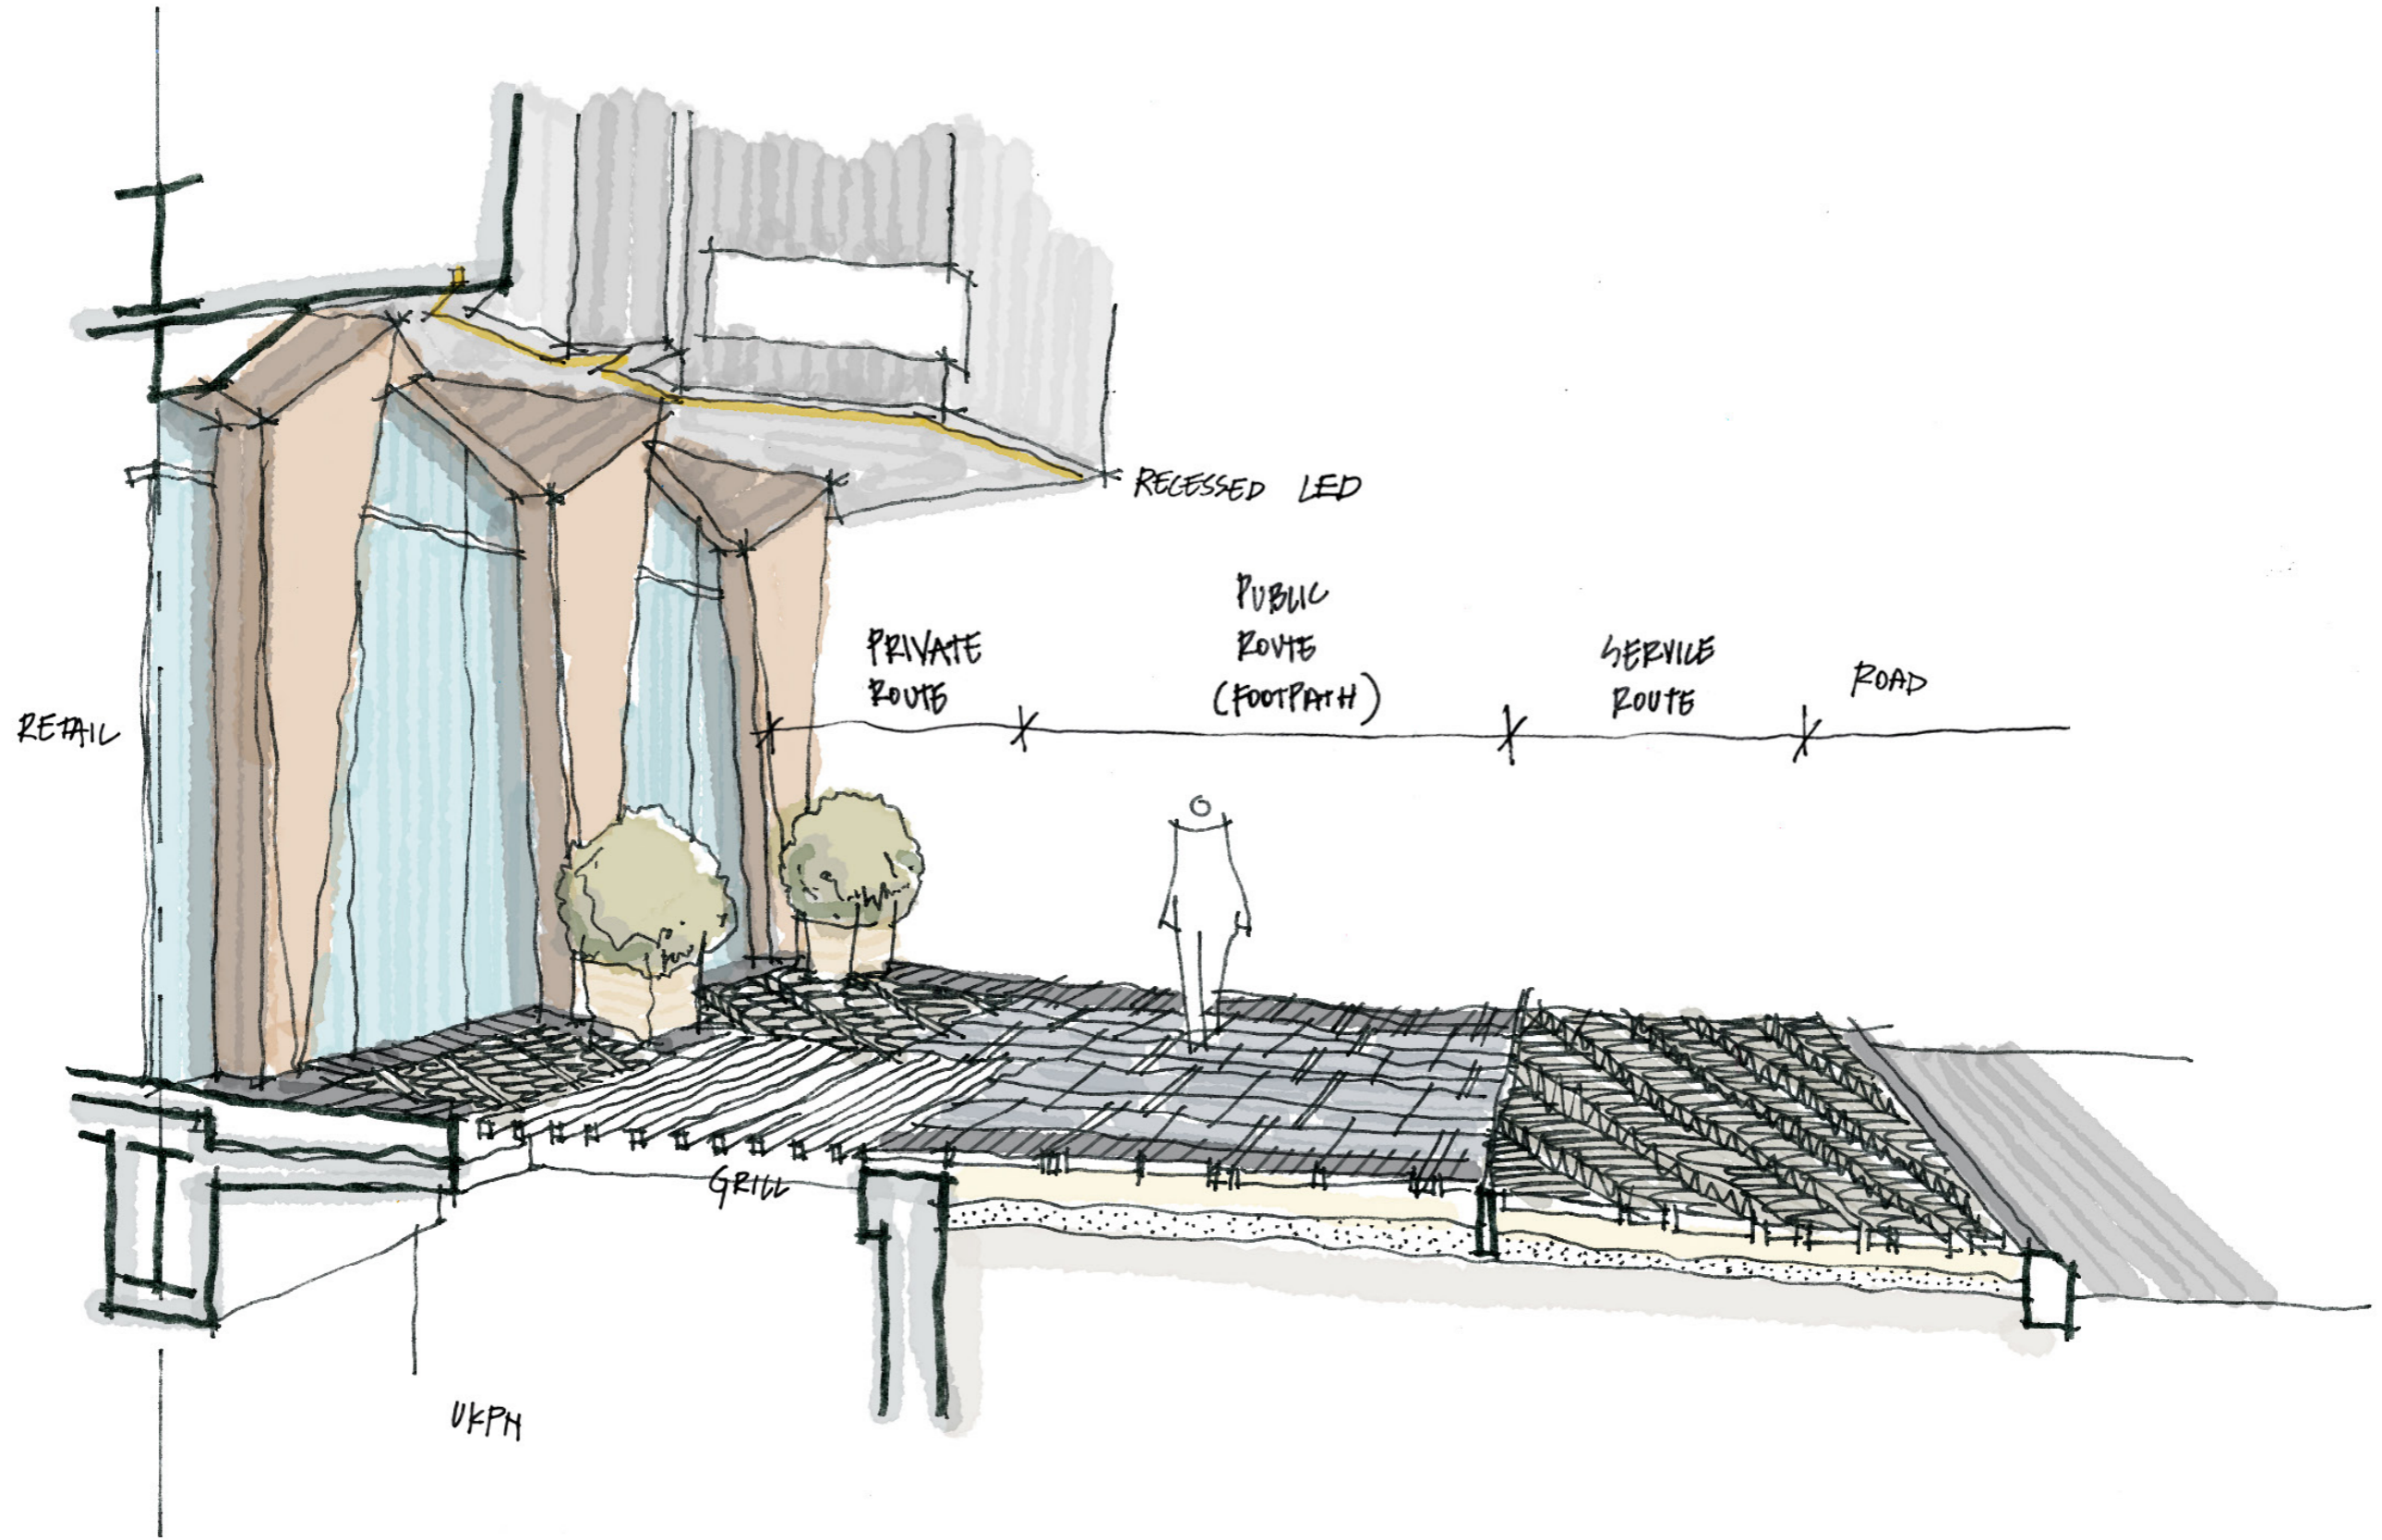 RECESSED LED
PRIVATE
ROUTE
PUBLIC
ROUTE
(FOOTPATH)
SERVICE
ROUTE
ROAD
RETAIL
GRILL
UKPN